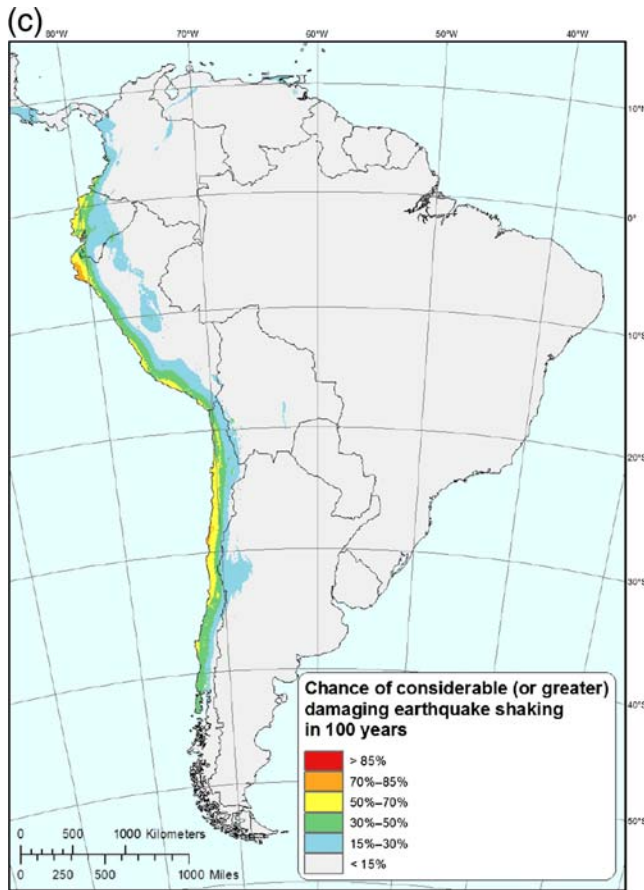 (c)
80°W 70°W 60°W 50°W 40°W
10°N
0°
10°S
20°S
30°S
40°S
50°S
Chance of considerable (or greater)
damaging earthquake shaking
in 100 years
> 85%
70%–85%
50%–70%
30%–50%
15%–30%
< 15%
0 500 1000 Kilometers
0 250 500 1000 Miles